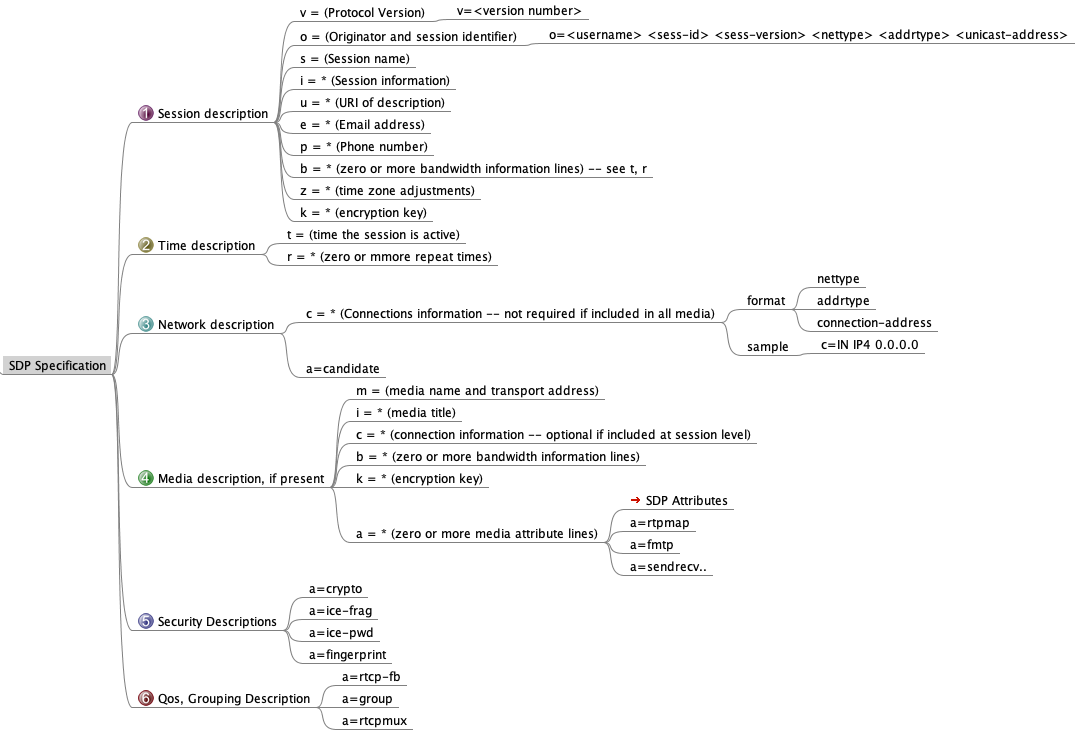 SDP Specification
1 Session description
v = (Protocol Version)
v=<version number>
o = (Originator and session identifier)
o=<username> <sess-id> <sess-version> <nettype> <addrtype> <unicast-address>
s = (Session name)
i = * (Session information)
u = * (URI of description)
e = * (Email address)
p = * (Phone number)
b = * (zero or more bandwidth information lines) -- see t, r
z = * (time zone adjustments)
k = * (encryption key)
2 Time description
t = (time the session is active)
r = * (zero or mmore repeat times)
3 Network description
c = * (Connections information -- not required if included in all media)
format
nettype
addrtype
connection-address
sample
c=IN IP4 0.0.0.0
a=candidate
4 Media description, if present
m = (media name and transport address)
i = * (media title)
c = * (connection information -- optional if included at session level)
b = * (zero or more bandwidth information lines)
k = * (encryption key)
a = * (zero or more media attribute lines)
→ SDP Attributes
a=rtpmap
a=fmtp
a=sendrecv..
5 Security Descriptions
a=crypto
a=ice-frag
a=ice-pwd
a=fingerprint
6 Qos, Grouping Description
a=rtcp-fb
a=group
a=rtcpmux